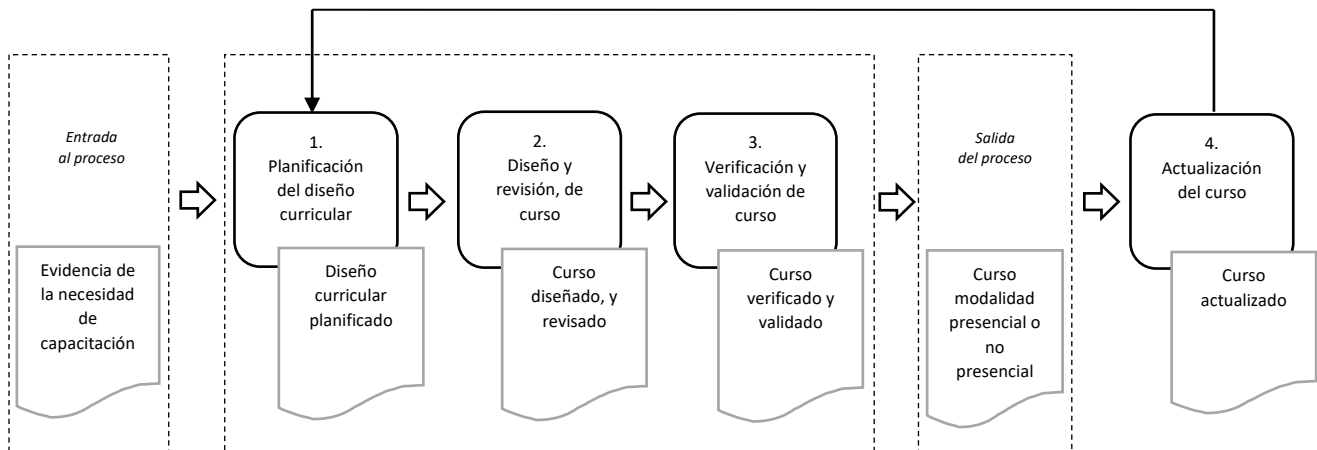 Entrada
al proceso
Evidencia de
la necesidad
de
capacitación
1.
Planificación
del diseño
curricular
Diseño
curricular
planificado
2.
Diseño y
revisión, de
curso
Curso
diseñado, y
revisado
3.
Verificación y
validación de
curso
Curso
verificado y
validado
Salida
del proceso
Curso
modalidad
presencial o
no
presencial
4.
Actualización
del curso
Curso
actualizado